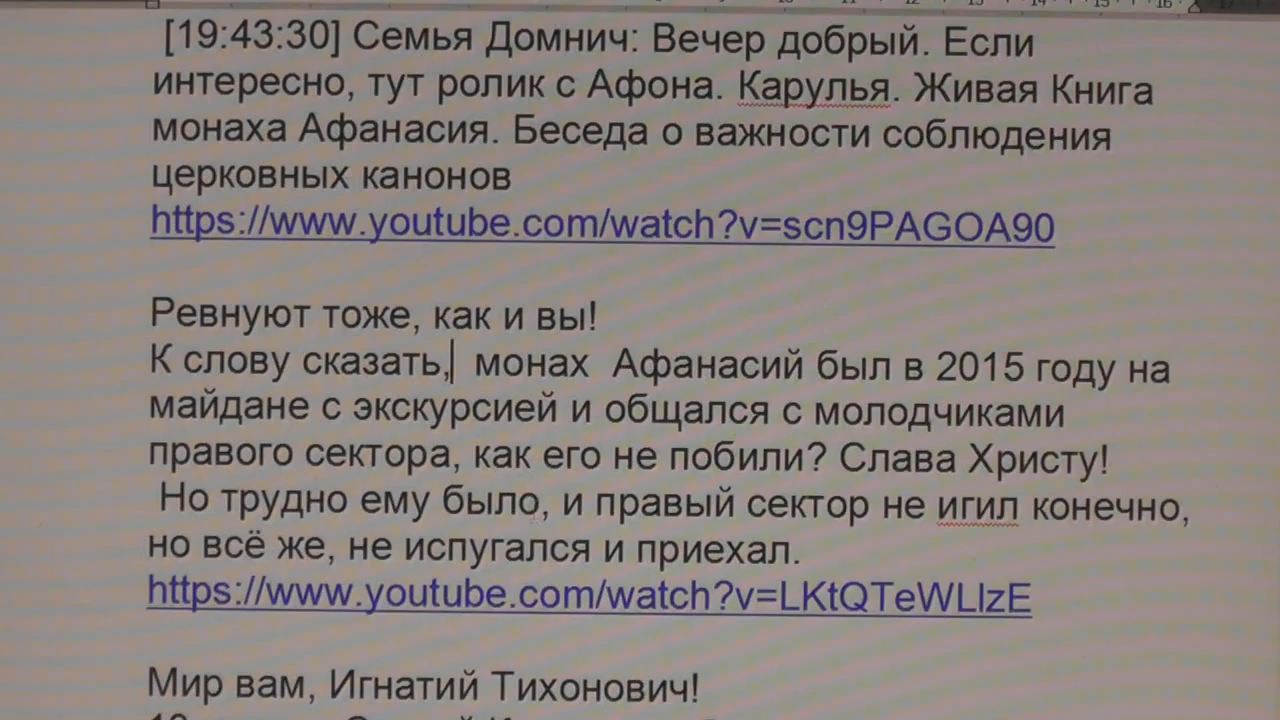 [19:43:30] Семья Домнич: Вечер добрый. Если
интересно, тут ролик с Афона. Карулья. Живая Книга
монаха Афанасия. Беседа о важности соблюдения
церковных канонов
https://www.youtube.com/watch?v=scn9PAGOA90
Ревнуют тоже, как и вы!
К слову сказать, монах Афанасий был в 2015 году на
майдане с экскурсией и общался с молодчиками
правого сектора, как его не побили? Слава Христу!
Но трудно ему было, и правый сектор не игил конечно,
но всё же, не испугался и приехал.
https://www.youtube.com/watch?v=LKtQTeWLlzE
Мир вам, Игнатий Тихонович!